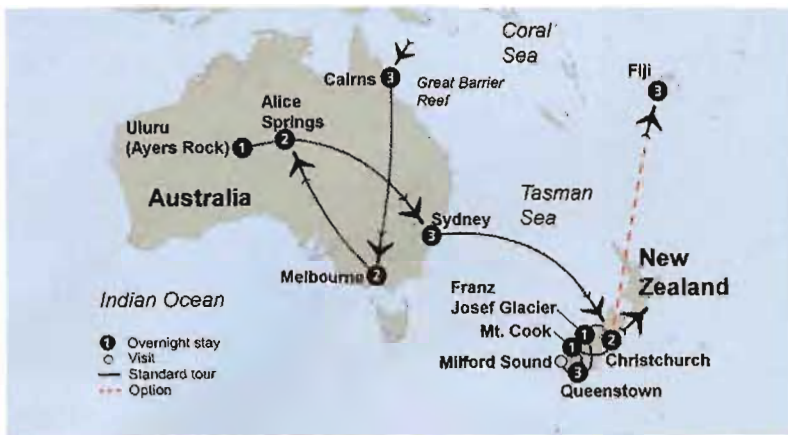 Coral
Sea
Fiji
3
Cairns 3
Great Barrier
Reef
Alice
Springs 2
Uluru
(Ayers Rock) 1
Australia
Tasman
Sea
Sydney
3
New
Zealand
Melbourne 2
Franz
Josef Glacier 1
Mt. Cook 1
Indian Ocean
Milford Sound
2
Christchurch
3
Queenstown
1 Overnight stay
Visit
Standard tour
Option